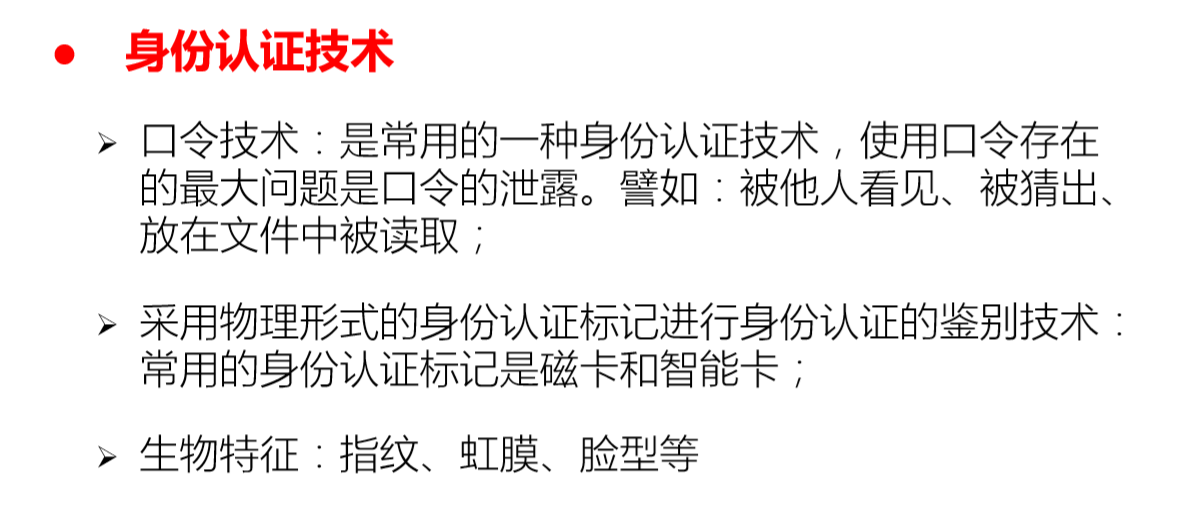 ● 身份认证技术
➢ 口令技术：是常用的一种身份认证技术，使用口令存在
的最大问题是口令的泄露。譬如：被他人看见、被猜出、
放在文件中被读取；
➢ 采用物理形式的身份认证标记进行身份认证的鉴别技术：
常用的身份认证标记是磁卡和智能卡；
➢ 生物特征：指纹、虹膜、脸型等